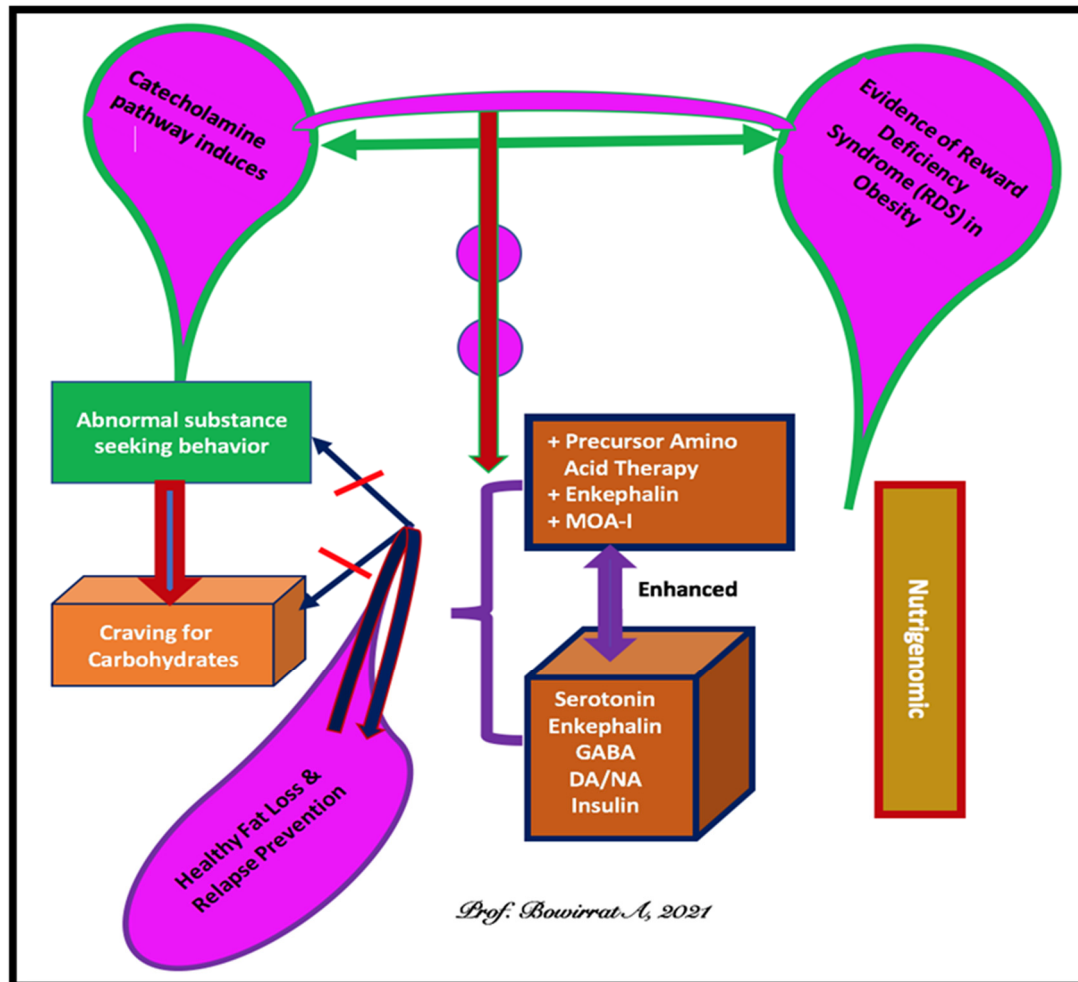 Catecholamine
pathway induces
Evidence of Reward
Deficiency
Syndrome (RDS) in
Obesity
Abnormal substance
seeking behavior
+ Precursor Amino
Acid Therapy
+ Enkephalin
+ MOA-I
Enhanced
Craving for
Carbohydrates
Serotonin
Enkephalin
GABA
DA/NA
Insulin
Nutrigenomic
Healthy Fat Loss &
Relapse Prevention
Prof. Bowirrat A, 2021